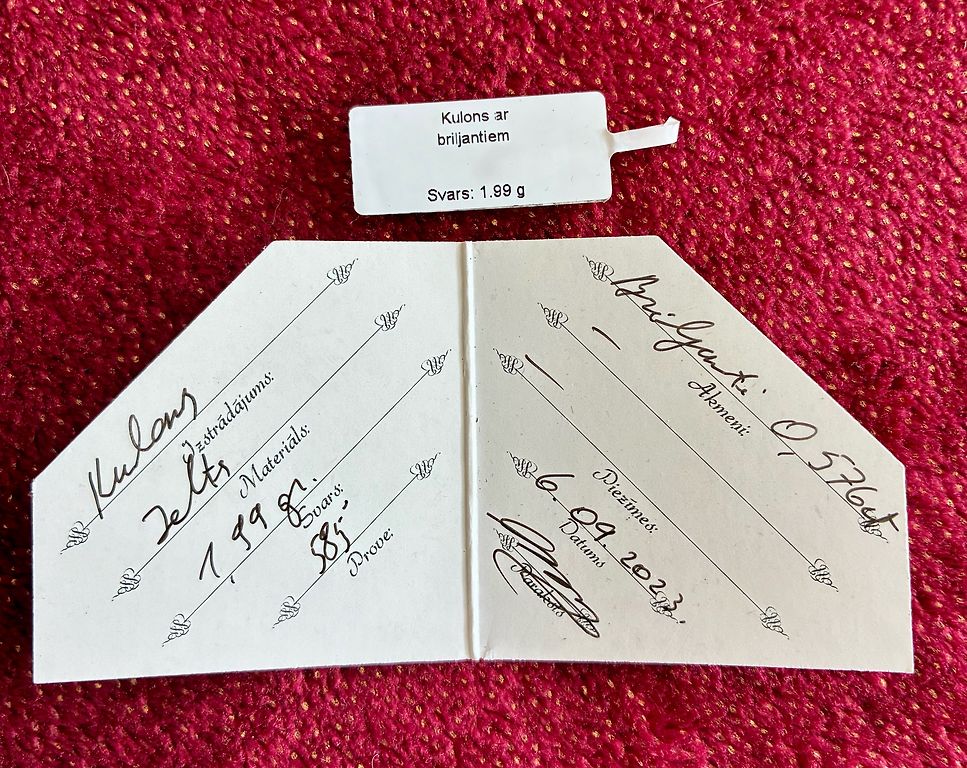 Kulons ar
briljantiem
Svars: 1.99 g
Kulons
Izstrādājums:
Zelts
Materiāls:
1,99 gr.
Svars:
585
Prove:
Briljanti 0,576ct
Akmeņi:
—
—
Piezīmes:
6.09.2023.
Datums
Paraksts